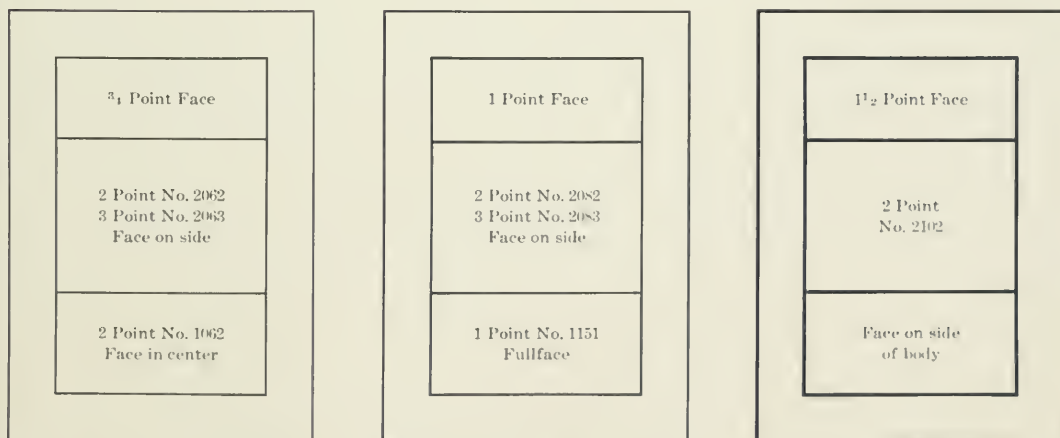 ¾ Point Face
2 Point No. 2062
3 Point No. 2063
Face on side
2 Point No. 1062
Face in center
1 Point Face
2 Point No. 2082
3 Point No. 2083
Face on side
1 Point No. 1151
Fullface
1½ Point Face
2 Point
No. 2102
Face on side
of body